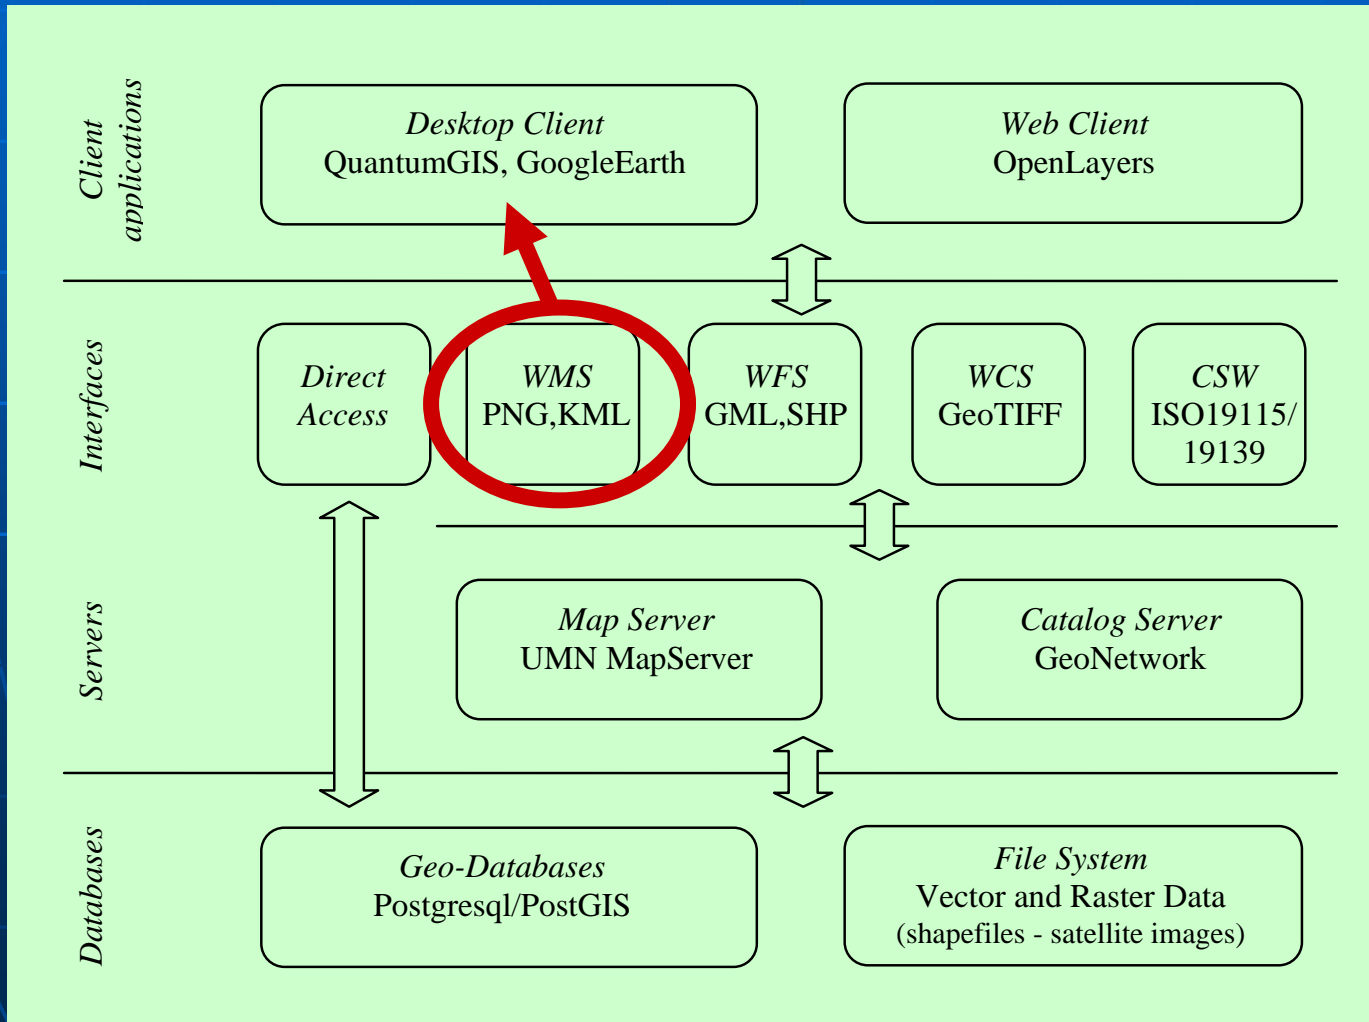 Client
applications
Desktop Client
QuantumGIS, GoogleEarth
Web Client
OpenLayers
Interfaces
Direct
Access
WMS
PNG,KML
WFS
GML,SHP
WCS
GeoTIFF
CSW
ISO19115/
19139
Servers
Map Server
UMN MapServer
Catalog Server
GeoNetwork
Databases
Geo-Databases
Postgresql/PostGIS
File System
Vector and Raster Data
(shapefiles - satellite images)